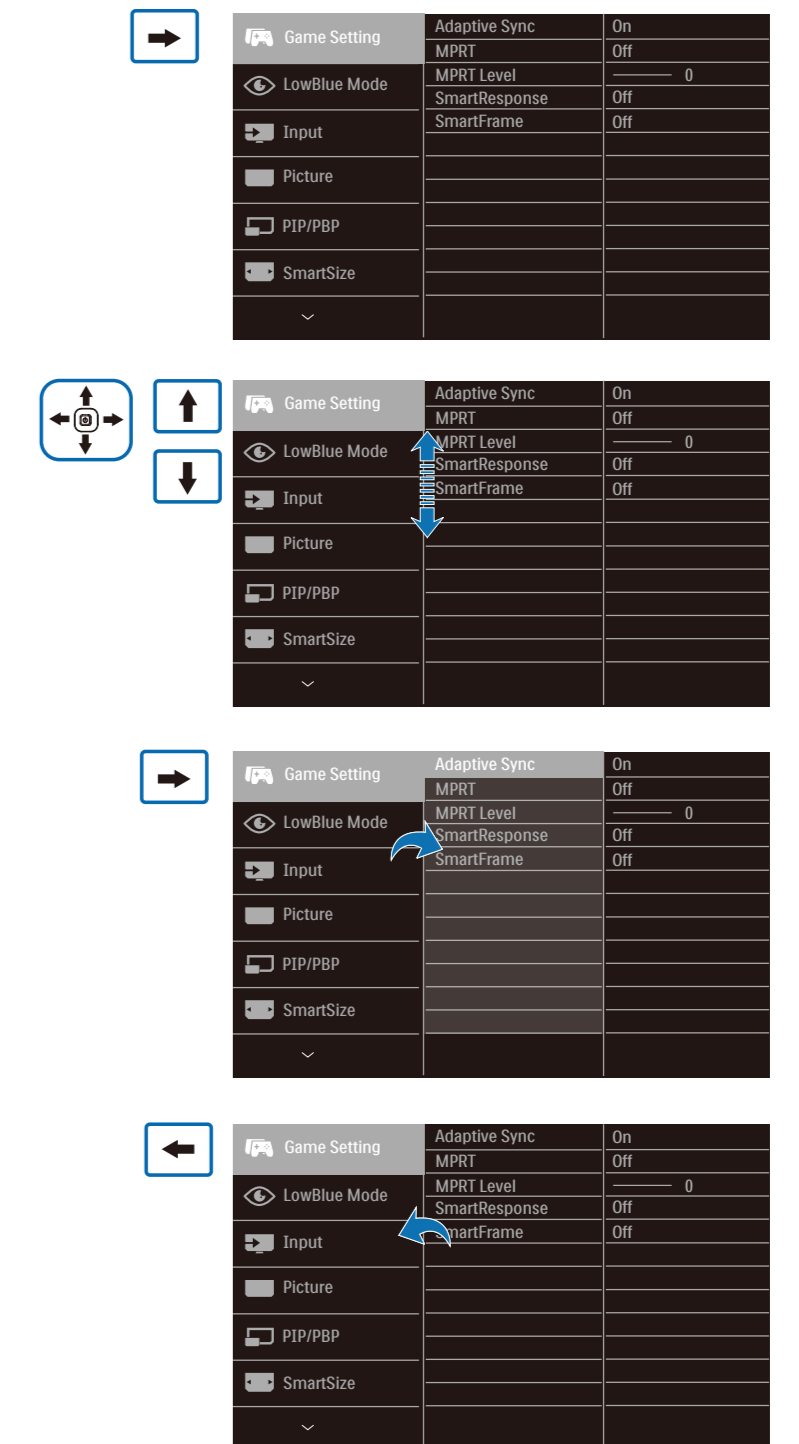 Game Setting
LowBlue Mode
Input
Picture
PIP/PBP
SmartSize
Adaptive Sync On
MPRT Off
MPRT Level 0
SmartResponse Off
SmartFrame Off
Game Setting
LowBlue Mode
Input
Picture
PIP/PBP
SmartSize
Adaptive Sync On
MPRT Off
MPRT Level 0
SmartResponse Off
SmartFrame Off
Game Setting
LowBlue Mode
Input
Picture
PIP/PBP
SmartSize
Adaptive Sync On
MPRT Off
MPRT Level 0
SmartResponse Off
SmartFrame Off
Game Setting
LowBlue Mode
Input
Picture
PIP/PBP
SmartSize
Adaptive Sync On
MPRT Off
MPRT Level 0
SmartResponse Off
SmartFrame Off